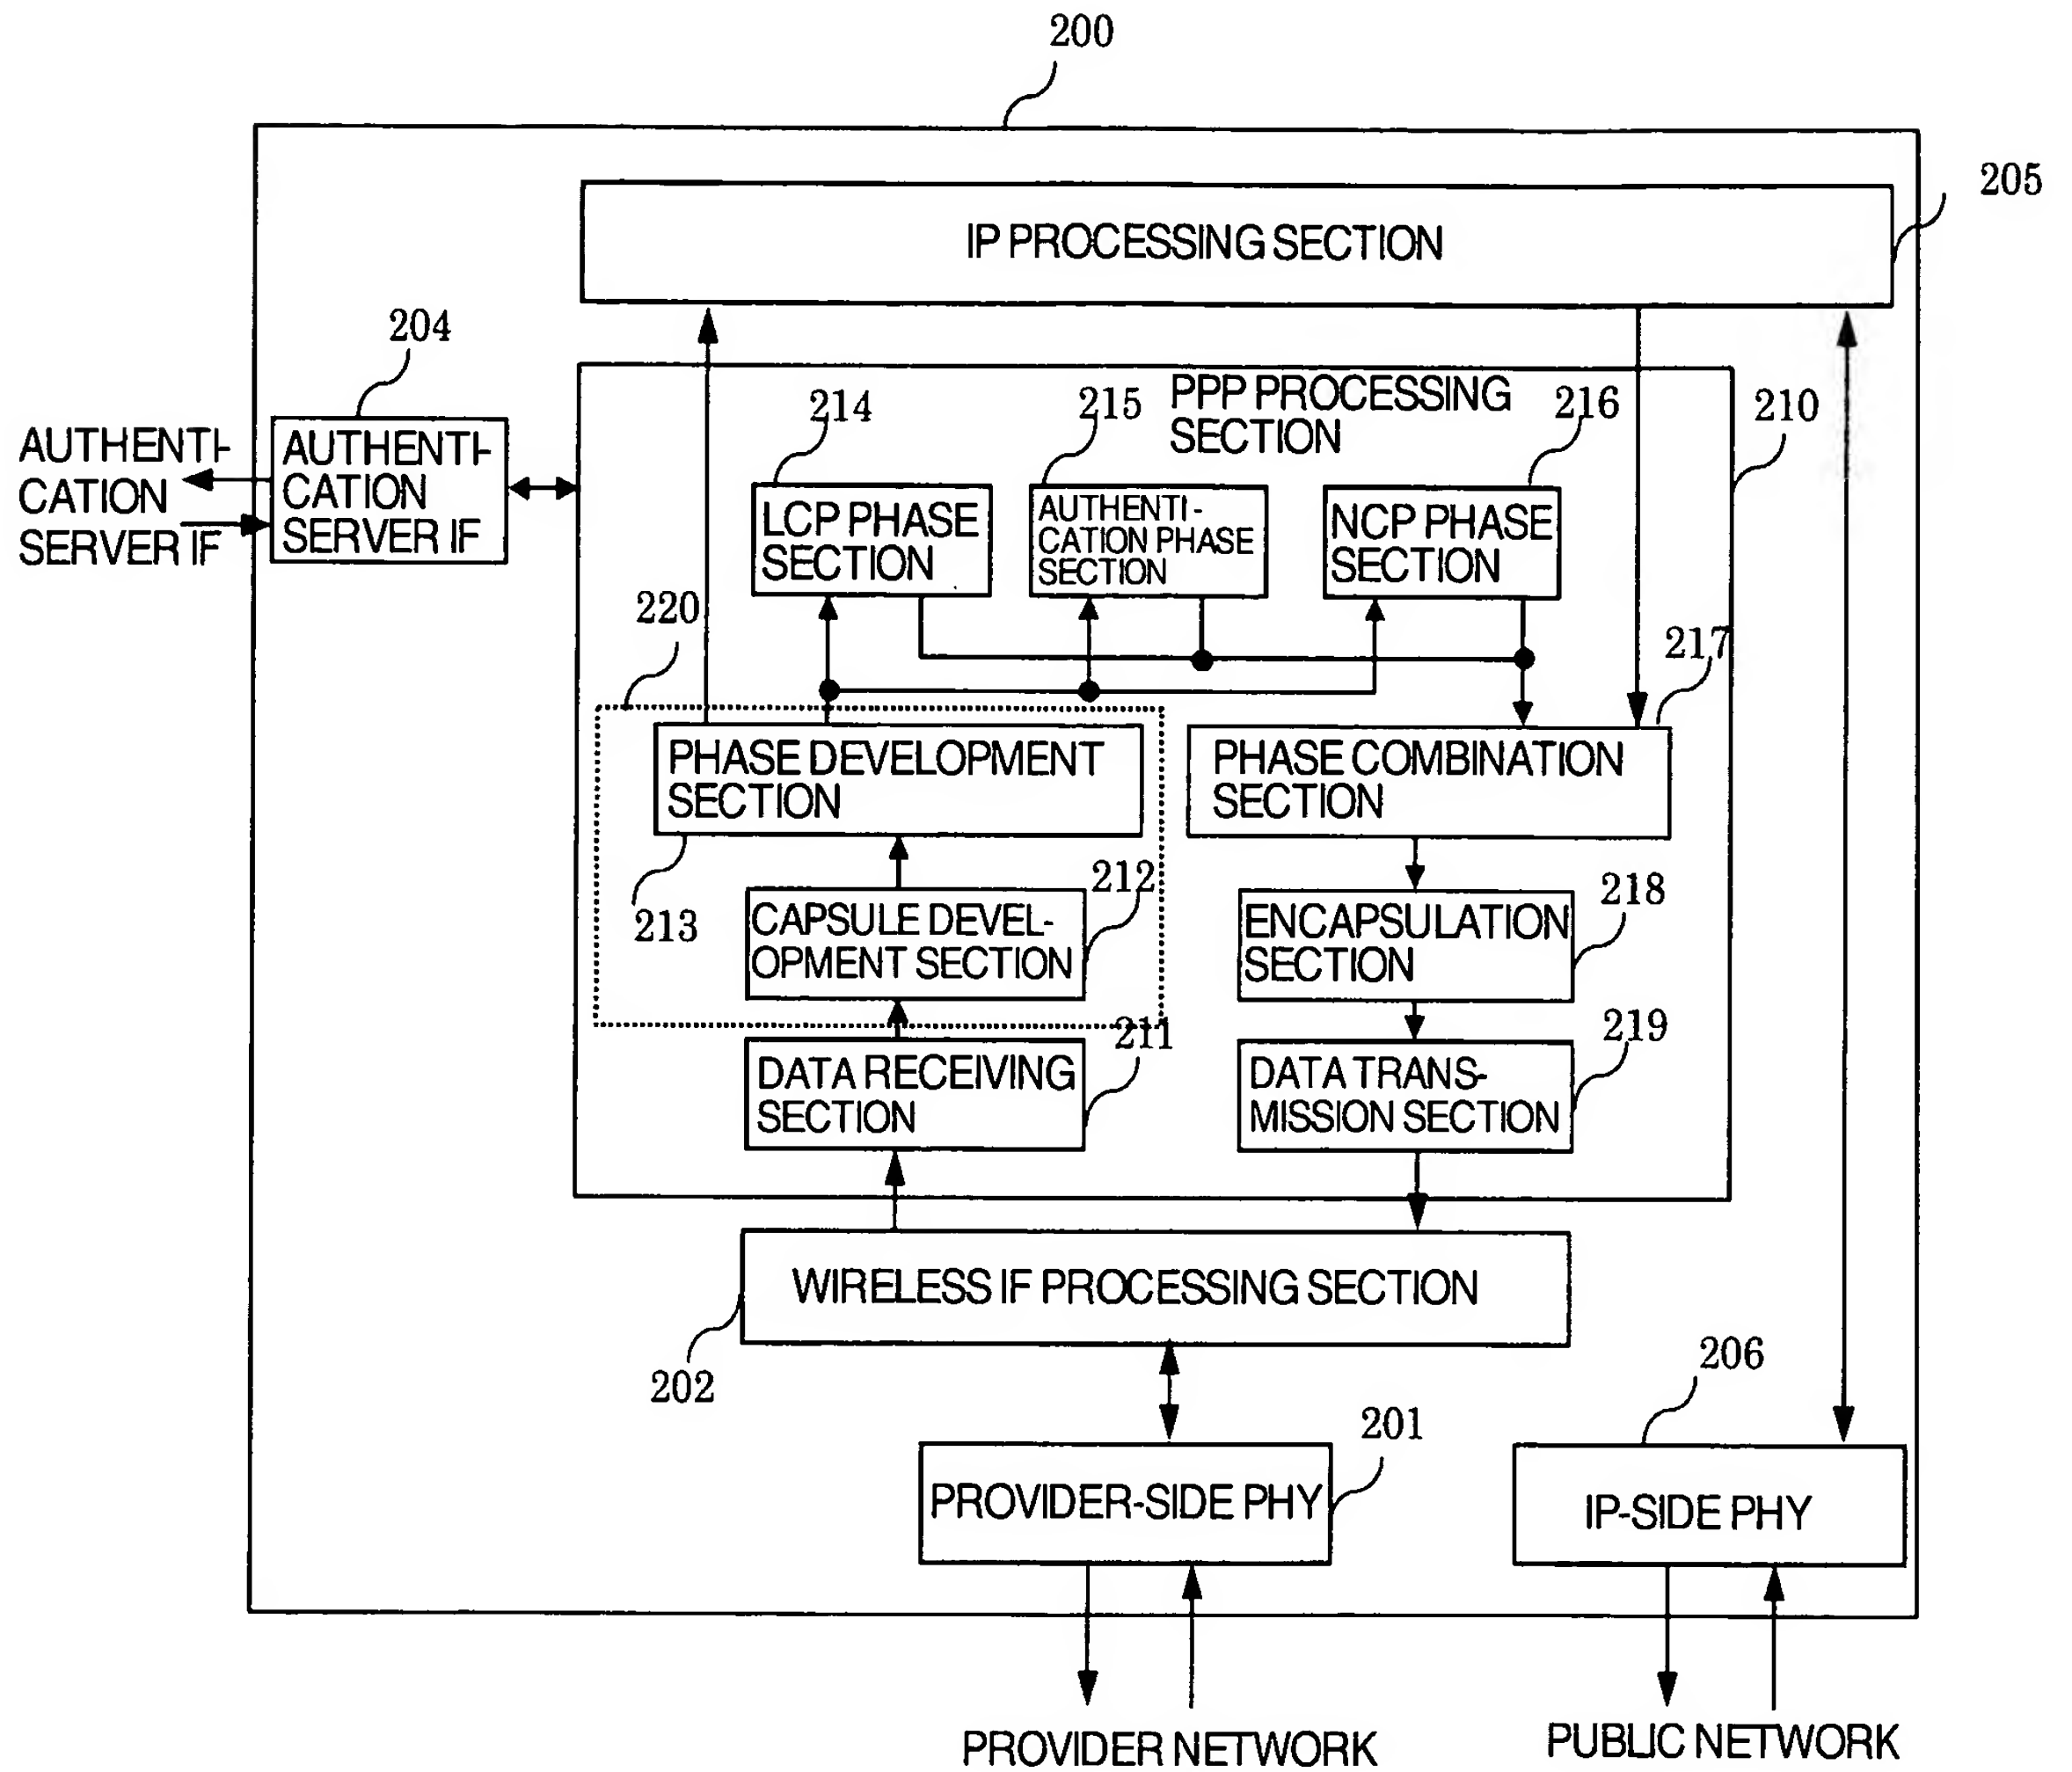 200
205
IP PROCESSING SECTION
204
214
215
PPP PROCESSING
SECTION
216
210
AUTHENTI-
CATION
SERVER IF
AUTHENTI-
CATION
SERVER IF
LCP PHASE
SECTION
AUTHENTI-
CATION PHASE
SECTION
NCP PHASE
SECTION
220
217
PHASE DEVELOPMENT
SECTION
PHASE COMBINATION
SECTION
213
212
218
CAPSULE DEVEL-
OPMENT SECTION
ENCAPSULATION
SECTION
211
219
DATA RECEIVING
SECTION
DATA TRANS-
MISSION SECTION
WIRELESS IF PROCESSING SECTION
202
206
201
PROVIDER-SIDE PHY
IP-SIDE PHY
PROVIDER NETWORK
PUBLIC NETWORK